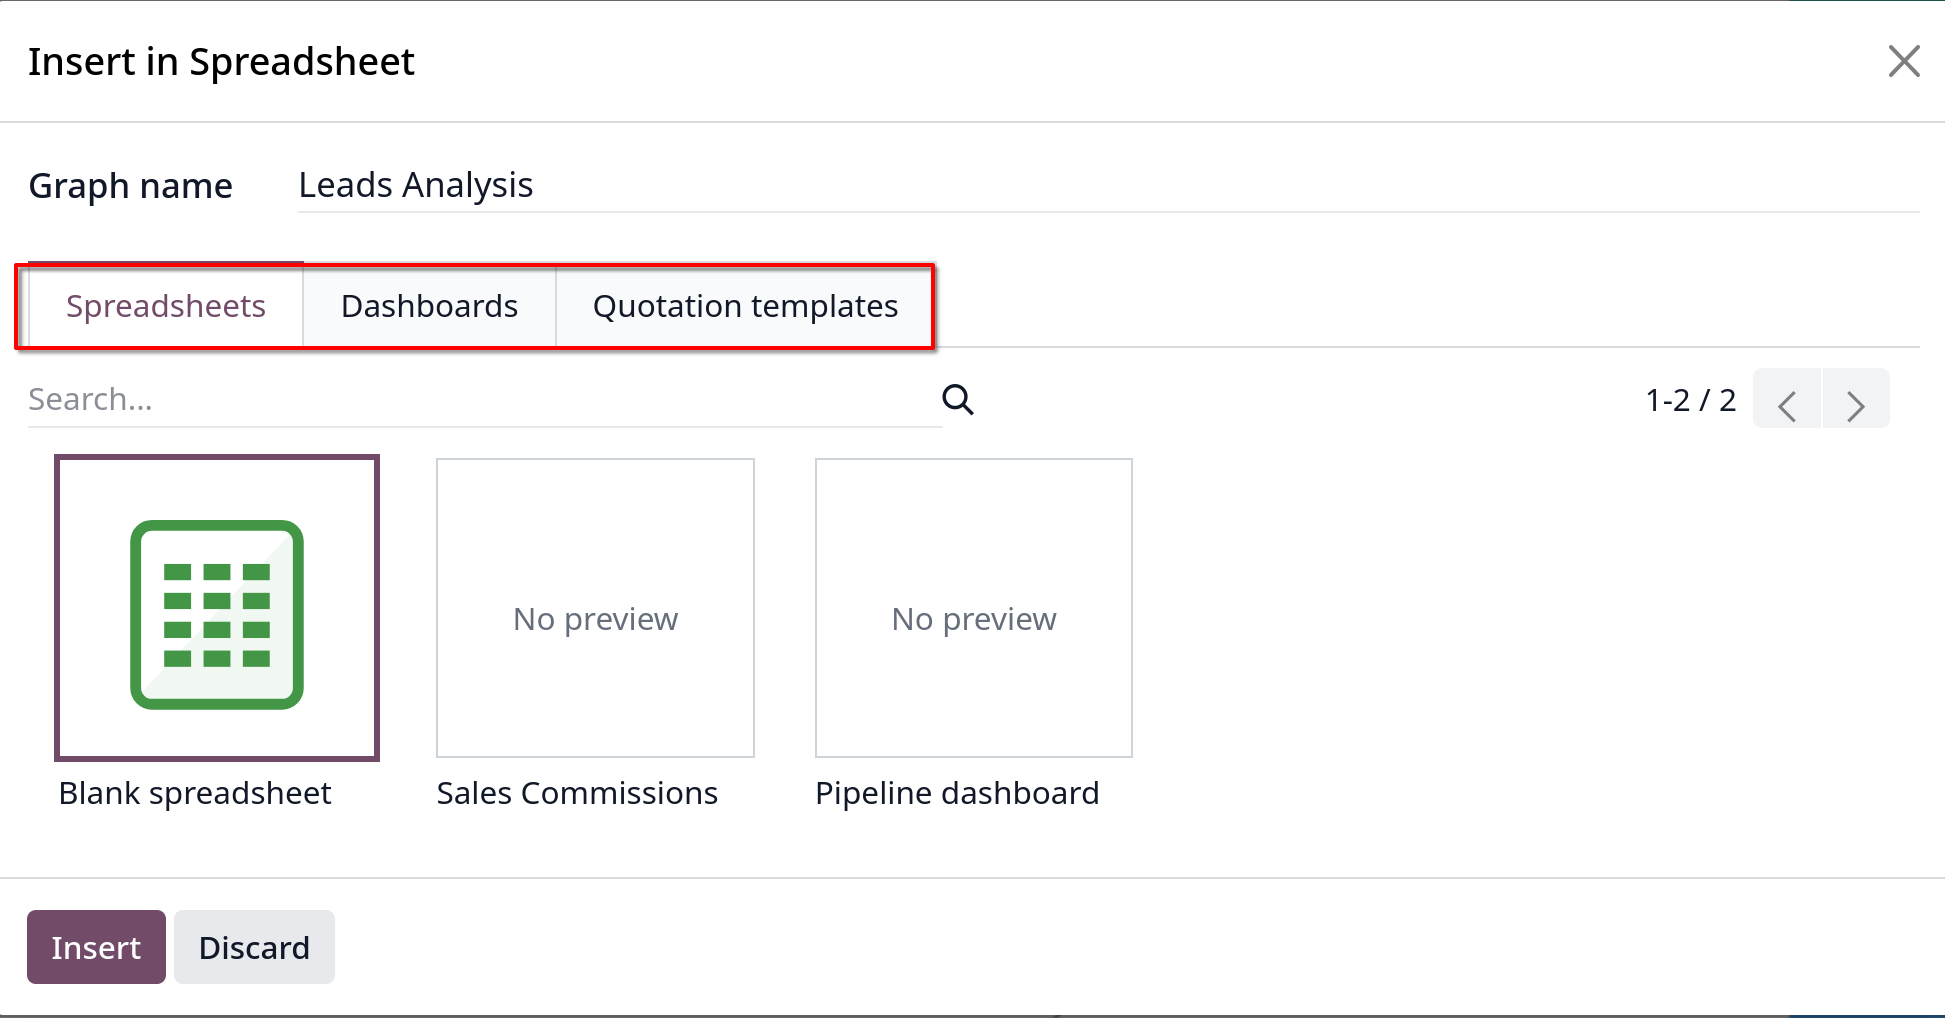 Insert in Spreadsheet
Graph name Leads Analysis
Spreadsheets Dashboards Quotation templates
Search... 1-2 / 2
No preview No preview
Blank spreadsheet Sales Commissions Pipeline dashboard
Insert Discard